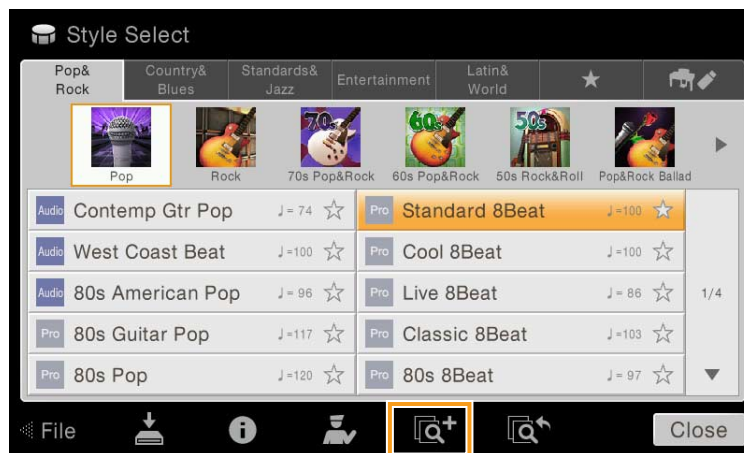 Style Select
Pop&
Rock
Country&
Blues
Standards&
Jazz
Entertainment
Latin&
World
★
70s
60s
50s
Pop
Rock
70s Pop&Rock
60s Pop&Rock
50s Rock&Roll
Pop&Rock Ballad
Audio Contemp Gtr Pop ♩= 74 ☆
Pro Standard 8Beat ♩=100 ★
Audio West Coast Beat ♩=100 ☆
Pro Cool 8Beat ♩=100 ☆
Audio 80s American Pop ♩= 96 ☆
Pro Live 8Beat ♩= 86 ☆
1/4
Pro 80s Guitar Pop ♩=117 ☆
Pro Classic 8Beat ♩=103 ☆
Pro 80s Pop ♩=120 ☆
Pro 80s 8Beat ♩= 97 ☆
File
Close